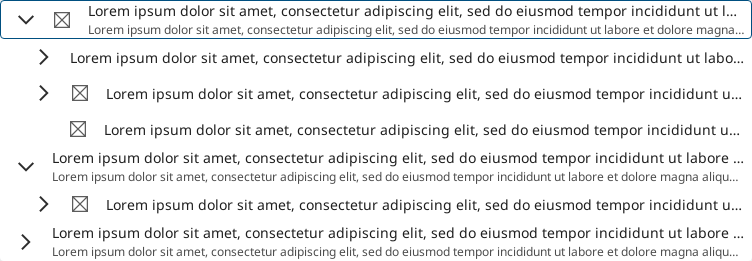 Lorem ipsum dolor sit amet, consectetur adipiscing elit, sed do eiusmod tempor incididunt ut l...
Lorem ipsum dolor sit amet, consectetur adipiscing elit, sed do eiusmod tempor incididunt ut labore et dolore magna...
Lorem ipsum dolor sit amet, consectetur adipiscing elit, sed do eiusmod tempor incididunt ut labo...
Lorem ipsum dolor sit amet, consectetur adipiscing elit, sed do eiusmod tempor incididunt u...
Lorem ipsum dolor sit amet, consectetur adipiscing elit, sed do eiusmod tempor incididunt u...
Lorem ipsum dolor sit amet, consectetur adipiscing elit, sed do eiusmod tempor incididunt ut labore ...
Lorem ipsum dolor sit amet, consectetur adipiscing elit, sed do eiusmod tempor incididunt ut labore et dolore magna aliqu...
Lorem ipsum dolor sit amet, consectetur adipiscing elit, sed do eiusmod tempor incididunt u...
Lorem ipsum dolor sit amet, consectetur adipiscing elit, sed do eiusmod tempor incididunt ut labore ...
Lorem ipsum dolor sit amet, consectetur adipiscing elit, sed do eiusmod tempor incididunt ut labore et dolore magna aliqu...